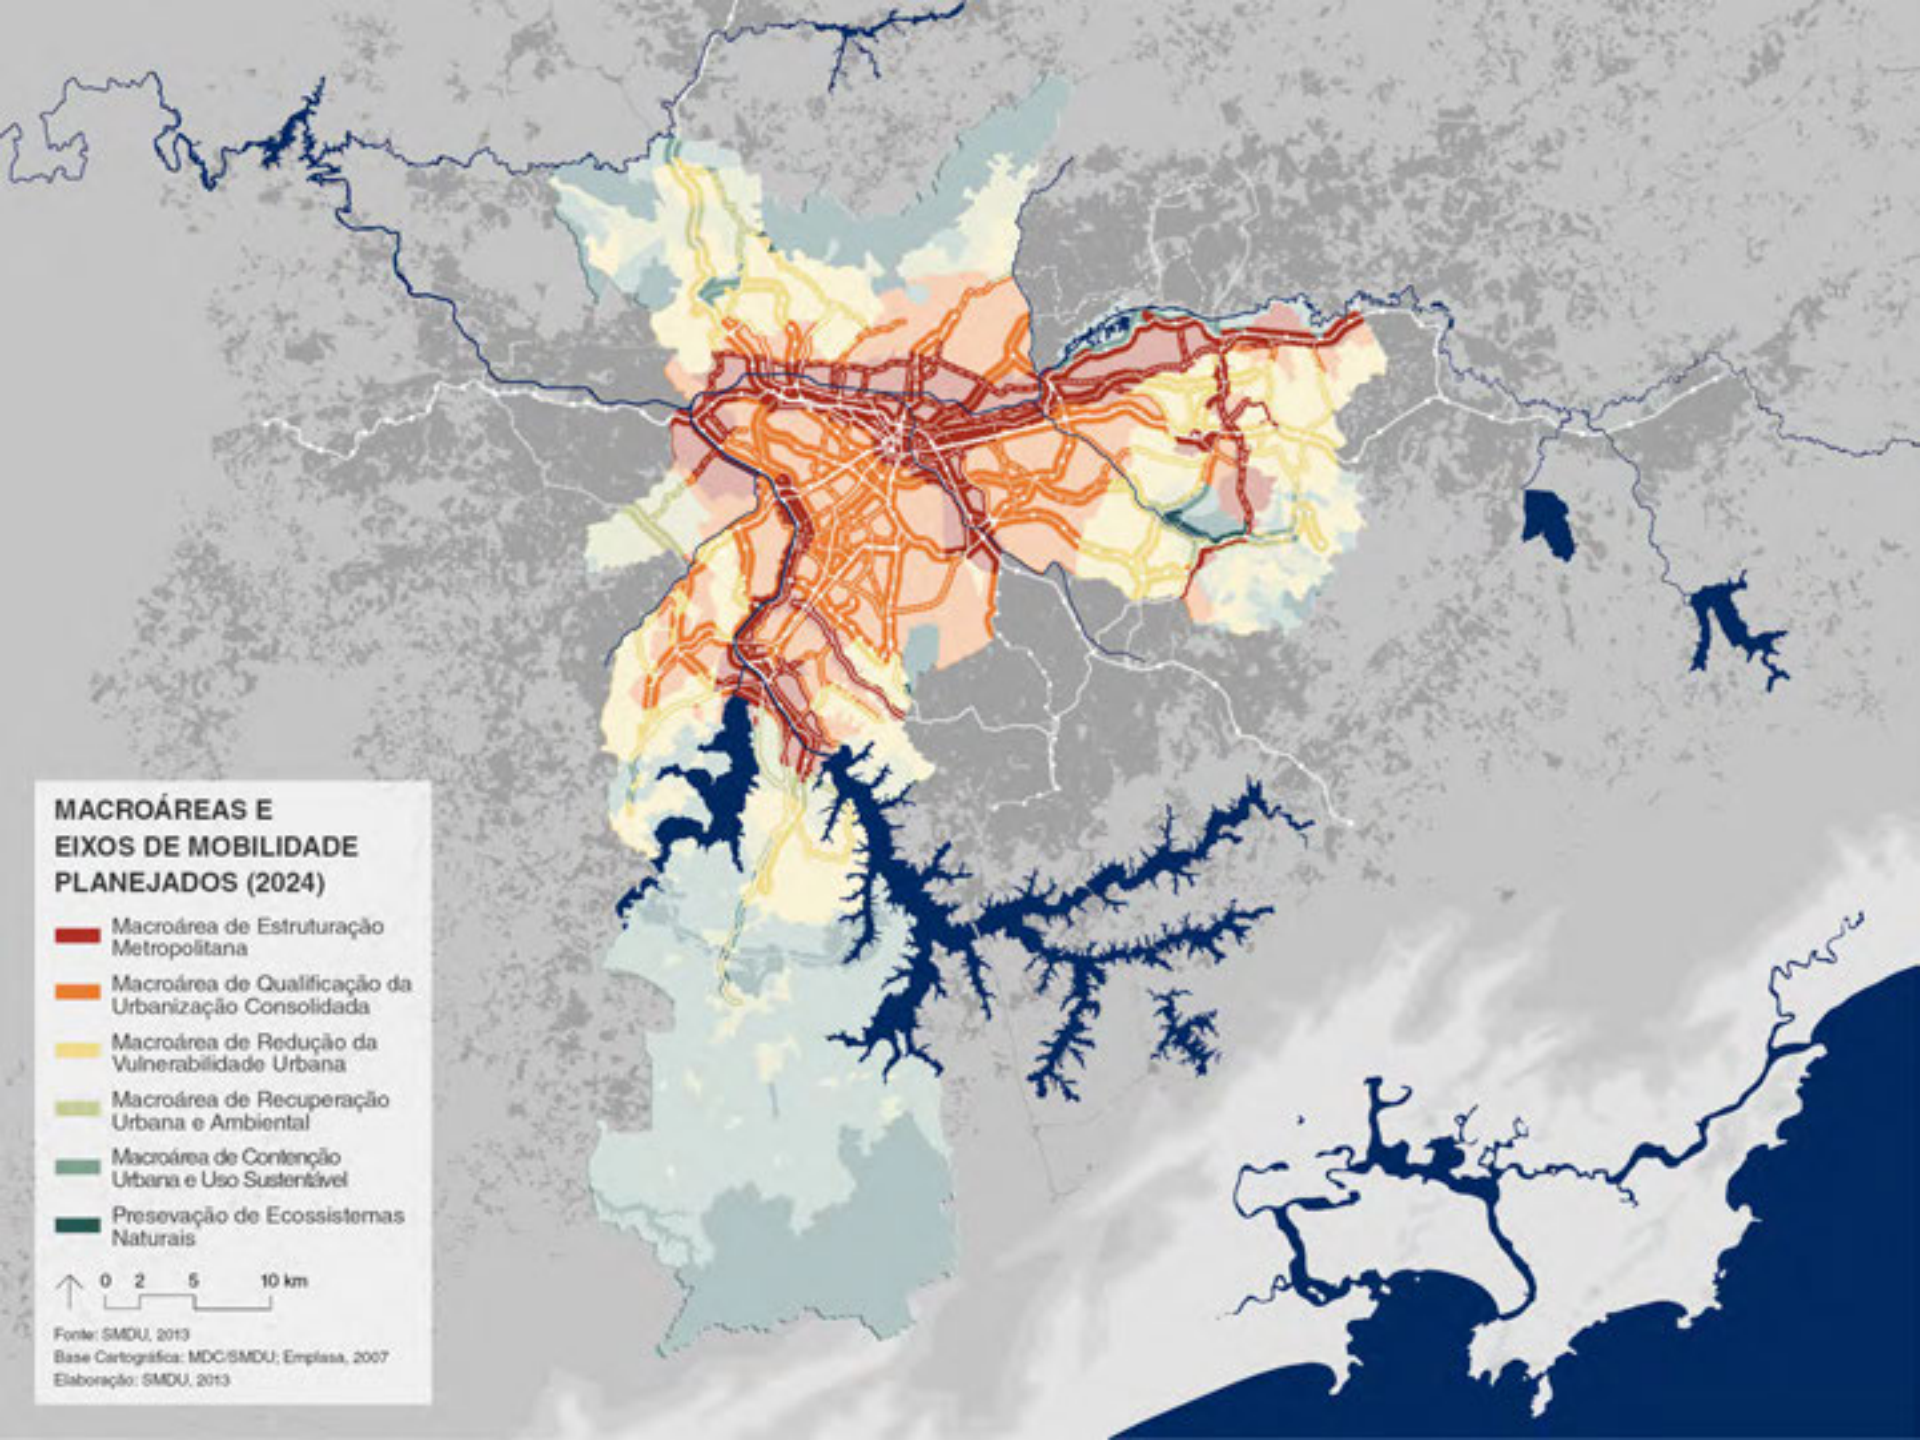 MACROÁREAS E
EIXOS DE MOBILIDADE
PLANEJADOS (2024)
Macroárea de Estruturação
Metropolitana
Macroárea de Qualificação da
Urbanização Consolidada
Macroárea de Redução da
Vulnerabilidade Urbana
Macroárea de Recuperação
Urbana e Ambiental
Macroárea de Contenção
Urbana e Uso Sustentável
Presevação de Ecossistemas
Naturais
0 2 5 10 km
Fonte: SMDU, 2013
Base Cartográfica: MDC/SMDU; Emplasa, 2007
Elaboração: SMDU, 2013